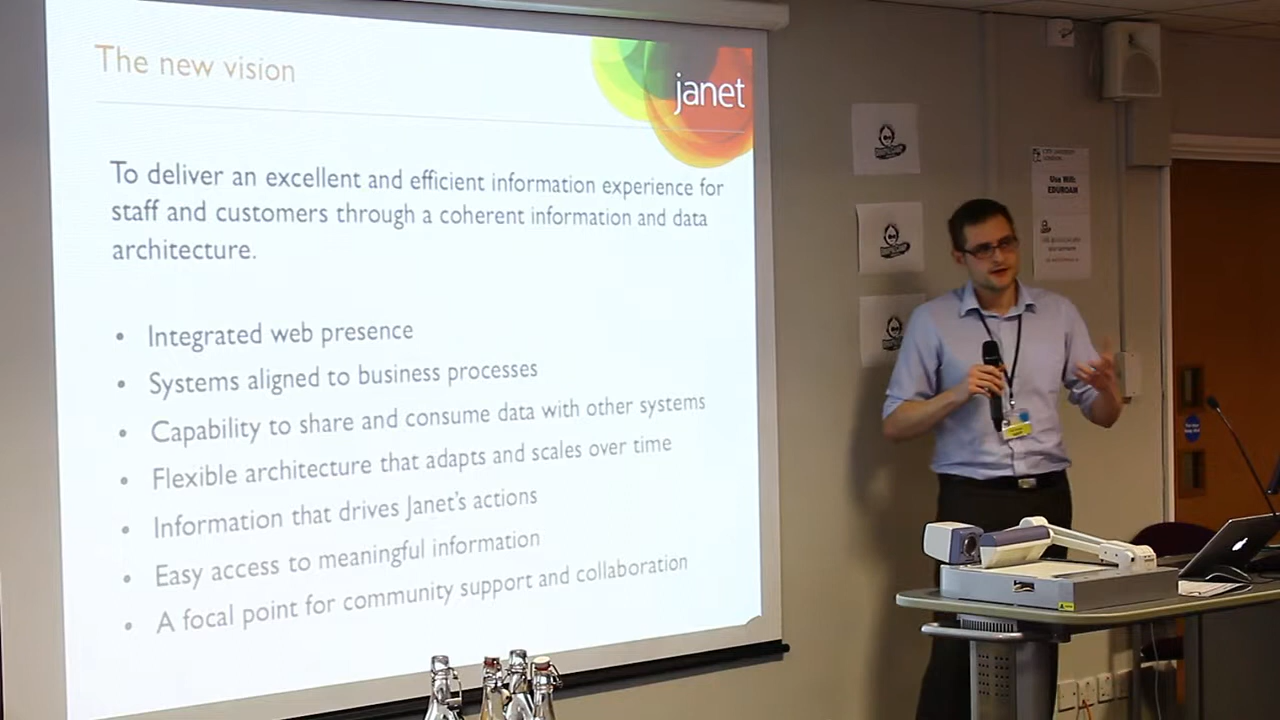 The new vision
janet
To deliver an excellent and efficient information experience for
staff and customers through a coherent information and data
architecture.
• Integrated web presence
• Systems aligned to business processes
• Capability to share and consume data with other systems
• Flexible architecture that adapts and scales over time
• Information that drives Janet's actions
• Easy access to meaningful information
• A focal point for community support and collaboration
Use Wifi:
EDUROAM